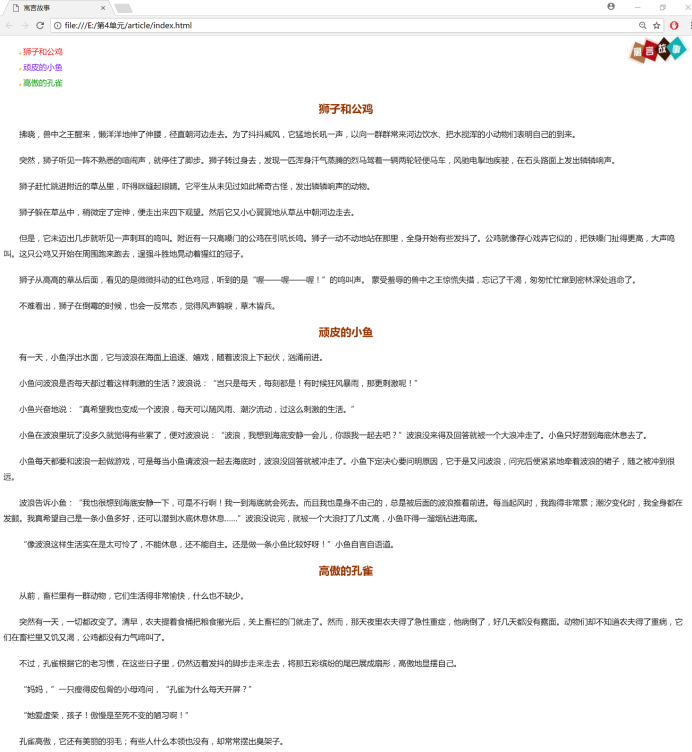 寓言故事
file:///E:/第4单元/article/index.html
寓言故事
狮子和公鸡
顽皮的小鱼
高傲的孔雀
狮子和公鸡
拂晓，兽中之王醒来，懒洋洋地伸了伸腰，径直朝河边走去。为了抖抖威风，它猛地长吼一声，以向一群群常来河边饮水、把水搅浑的小动物们表明自己的到来。
突然，狮子听见一阵不熟悉的喧闹声，就停住了脚步。狮子转过身去，发现一匹浑身汗气蒸腾的烈马驾着一辆两轮轻便马车，风驰电掣地疾驶，在石头路面上发出辚辚响声。
狮子赶忙跳进附近的草丛里，吓得眯缝起眼睛。它平生从未见过如此稀奇古怪，发出辚辚响声的动物。
狮子躲在草丛中，稍微定了定神，便走出来四下观望。然后它又小心翼翼地从草丛中朝河边走去。
但是，它未迈出几步就听见一声刺耳的鸣叫。附近有一只高嗓门的公鸡在引吭长鸣。狮子一动不动地站在那里，全身开始有些发抖了。公鸡就像存心戏弄它似的，把铁嗓门扯得更高，大声鸣
叫。这只公鸡又开始在周围跑来跑去，逞强斗胜地晃动着猩红的冠子。
狮子从高高的草丛后面，看见的是微微抖动的红色鸡冠，听到的是“喔——喔——喔！”的鸣叫声。 蒙受羞辱的兽中之王惊慌失措，忘记了干渴，匆匆忙忙窜到密林深处逃命了。
不难看出，狮子在倒霉的时候，也会一反常态，觉得风声鹤唳，草木皆兵。
顽皮的小鱼
有一天，小鱼浮出水面，它与波浪在海面上追逐、嬉戏，随着波浪上下起伏，汹涌前进。
小鱼问波浪是否每天都过着这样刺激的生活？波浪说：“岂只是每天，每刻都是！有时候狂风暴雨，那更刺激呢！”
小鱼兴奋地说：“真希望我也变成一个波浪，每天可以随风雨、潮汐流动，过这么刺激的生活。”
小鱼在波浪里玩了没多久就觉得有些累了，便对波浪说：“波浪，我想到海底安静一会儿，你跟我一起去吧？”波浪没来得及回答就被一个大浪冲走了。小鱼只好潜到海底休息去了。
小鱼每天都要和波浪一起做游戏，可是每当小鱼请波浪一起去海底时，波浪没回答就被冲走了。小鱼下定决心要问明原因，它于是又问波浪，问完后便紧紧地牵着波浪的裙子，随之被冲到很
远。
波浪告诉小鱼：“我也很想到海底安静一下，可是不行啊！我一到海底就会死去。而且我也是身不由己的，总是被后面的波浪推着前进。每当起风时，我跑得非常累；潮汐变化时，我全身都在
发颤。我真希望自己是一条小鱼多好，还可以潜到水底休息休息……”波浪没说完，就被一个大浪打了几丈高，小鱼吓得一溜烟钻进海底。
“像波浪这样生活实在是太可怜了，不能休息，还不能自主。还是做一条小鱼比较好呀！”小鱼自言自语道。
高傲的孔雀
从前，畜栏里有一群动物，它们生活得非常愉快，什么也不缺少。
突然有一天，一切都改变了。清早，农夫提着食桶把粮食撒光后，关上畜栏的门就走了。然而，那天夜里农夫得了急性重症，他病倒了，好几天都没有露面。动物们却不知道农夫得了重病，它
们在畜栏里又饥又渴，公鸡都没有力气啼叫了。
不过，孔雀根据它的老习惯，在这些日子里，仍然迈着发抖的脚步走来走去，将那五彩缤纷的尾巴展成扇形，高傲地显摆自己。
“妈妈，”一只瘦得皮包骨的小母鸡问，“孔雀为什么每天开屏？”
“她爱虚荣，孩子！傲慢是至死不变的陋习啊！”
孔雀高傲，它还有美丽的羽毛；有些人什么本领也没有，却常常摆出臭架子。